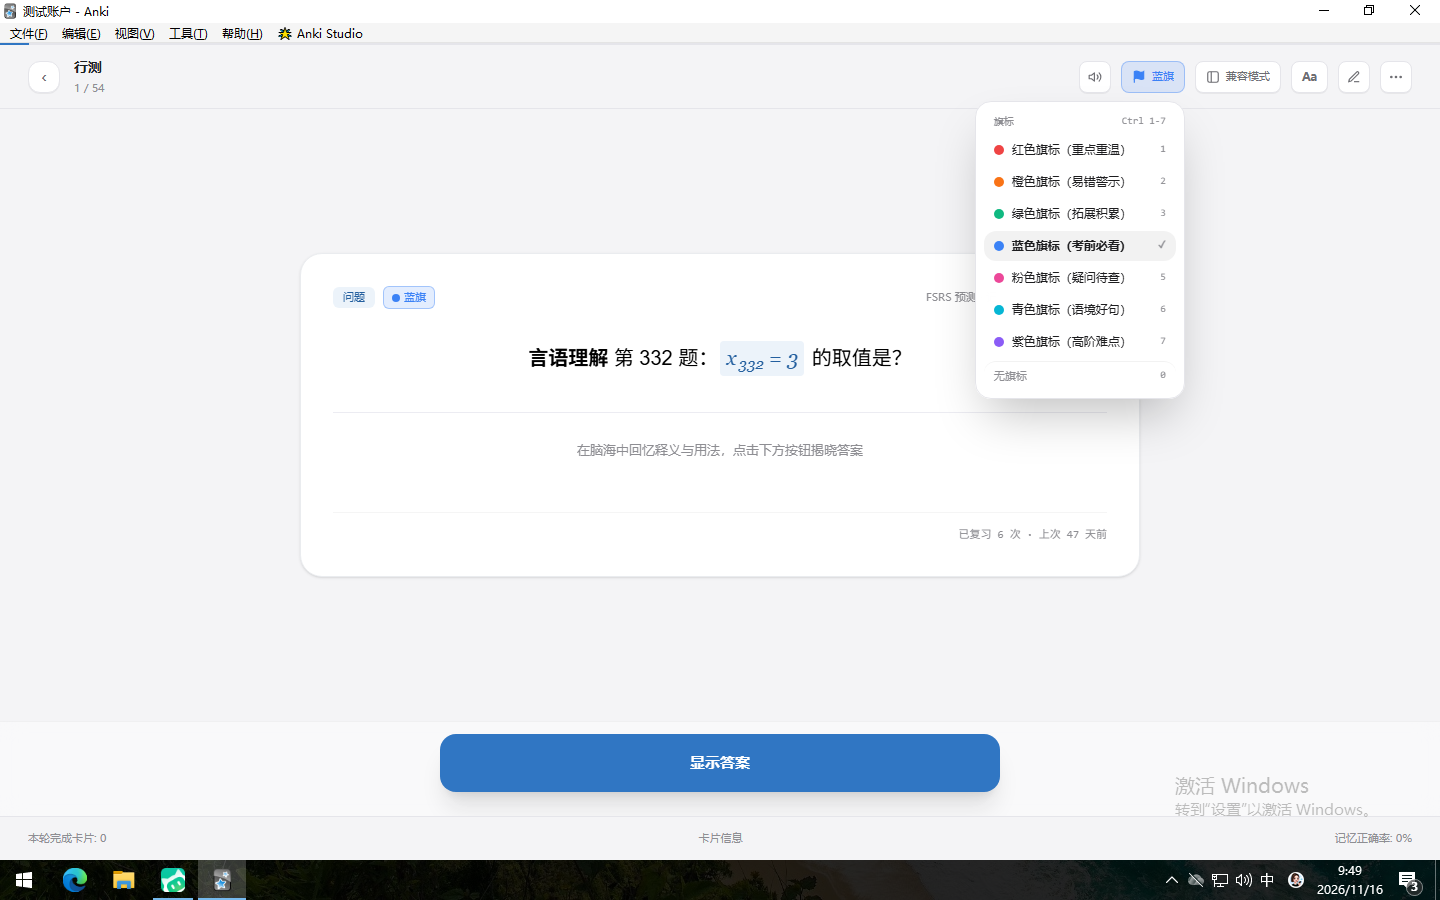 测试账户 - Anki
文件(F) 编辑(E) 视图(V) 工具(T) 帮助(H) Anki Studio
行测
1 / 54
蓝旗
兼容模式
Aa
旗标 Ctrl 1-7
红色旗标（重点重温） 1
橙色旗标（易错警示） 2
绿色旗标（拓展积累） 3
蓝色旗标（考前必看） ✓
粉色旗标（疑问待查） 5
青色旗标（语境好句） 6
紫色旗标（高阶难点） 7
无旗标 0
问题 蓝旗 FSRS 预测
言语理解 第 332 题： x332 = 3 的取值是？
在脑海中回忆释义与用法，点击下方按钮揭晓答案
已复习 6 次 · 上次 47 天前
显示答案
激活 Windows
转到“设置”以激活 Windows。
本轮完成卡片: 0 卡片信息 记忆正确率: 0%
中
9:49
2026/11/16
3